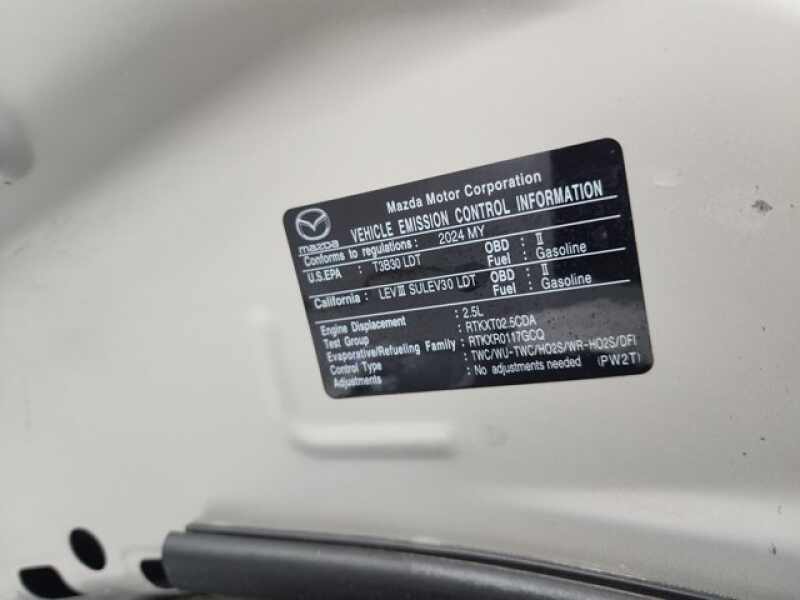 Mazda Motor Corporation
mazda
VEHICLE EMISSION CONTROL INFORMATION
Conforms to regulations: 2024 MY
U.S.EPA : T3B30 LDT OBD : II
Fuel : Gasoline
California : LEVIII SULEV30 LDT OBD : II
Fuel : Gasoline
Engine Displacement : 2.5L
Test Group : RTKXT02.5CDA
Evaporative/Refueling Family : RTKXR0117GCQ
Control Type : TWC/WU-TWC/HO2S/WR-HO2S/DFI
Adjustments : No adjustments needed (PW2T)